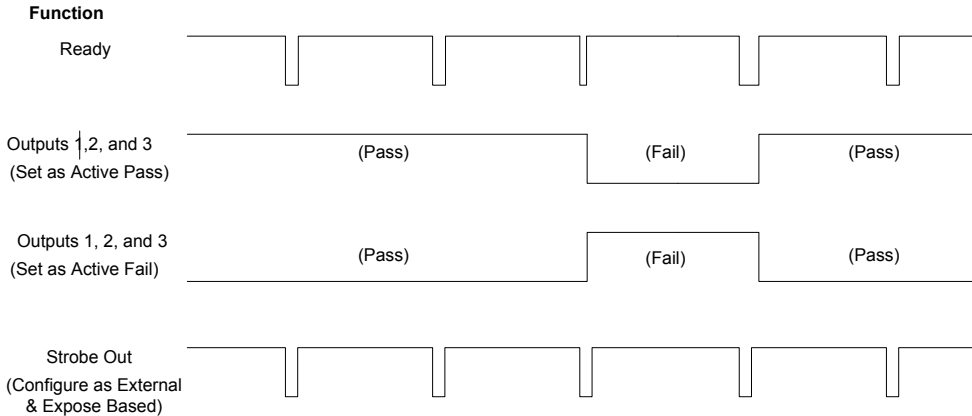 Function
Ready
Outputs 1,2, and 3
(Set as Active Pass)
(Pass)
(Fail)
(Pass)
Outputs 1, 2, and 3
(Set as Active Fail)
(Pass)
(Fail)
(Pass)
Strobe Out
(Configure as External
& Expose Based)